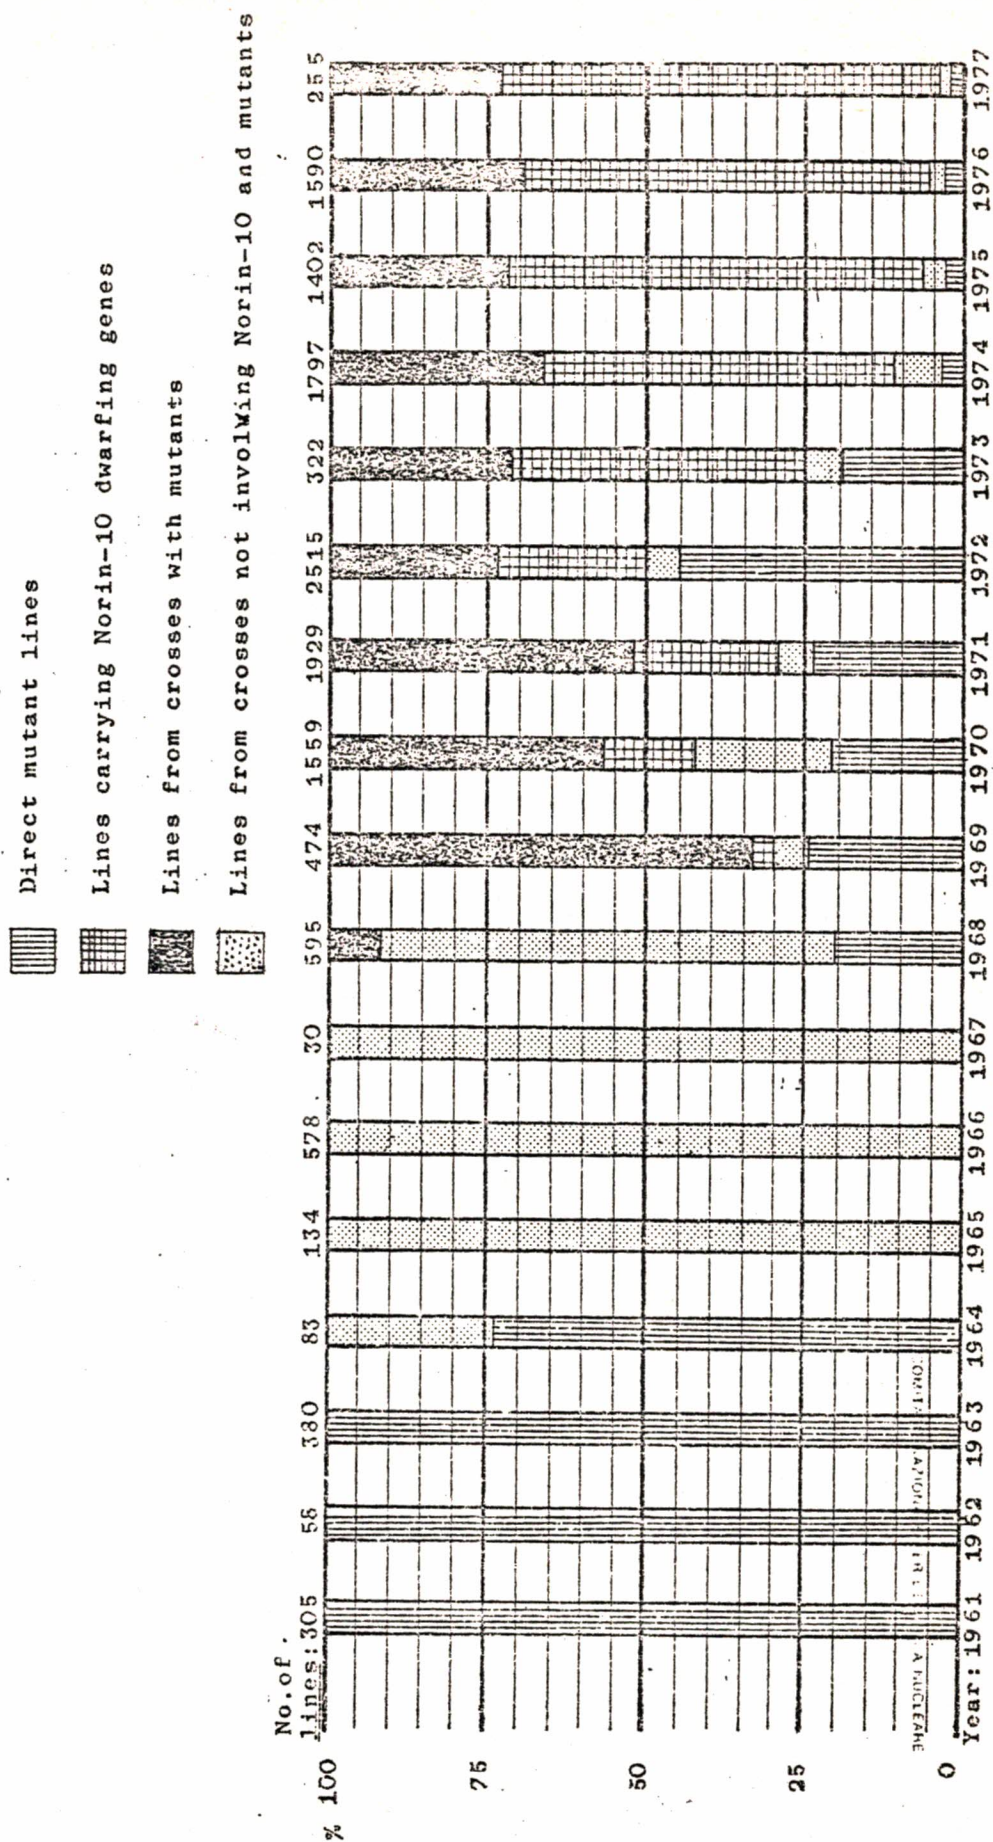 Direct mutant lines
Lines carrying Norin-10 dwarfing genes
Lines from crosses with mutants
Lines from crosses not involving Norin-10 and mutants
No.of.
lines: 305 56 380 83 134 578 30 595 474 1559 1929 2515 322 1797 1402 1590 255
% 100
75
50
25
0
Year: 1961 1962 1963 1964 1965 1966 1967 1968 1969 1970 1971 1972 1973 1974 1975 1976 1977
A NUCLEARE